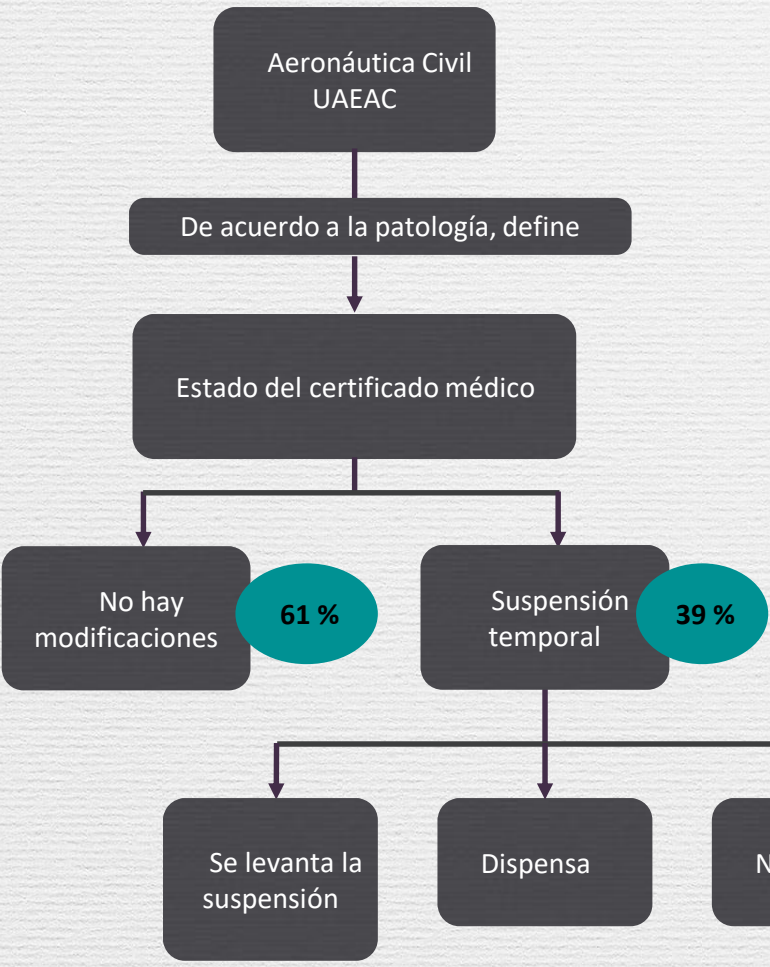 Aeronáutica Civil
UAEAC
De acuerdo a la patología, define
Estado del certificado médico
No hay
modificaciones
61 %
Suspensión
temporal
39 %
Se levanta la
suspensión
Dispensa